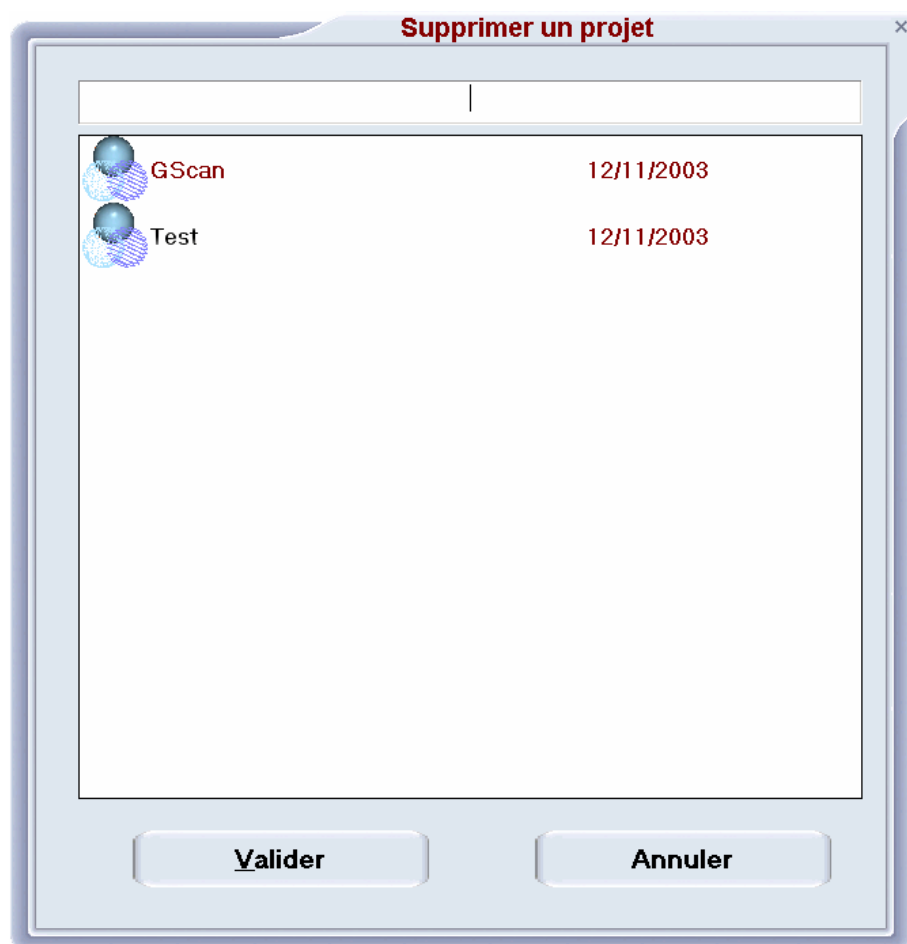 Supprimer un projet
GScan 12/11/2003
Test 12/11/2003
Valider Annuler